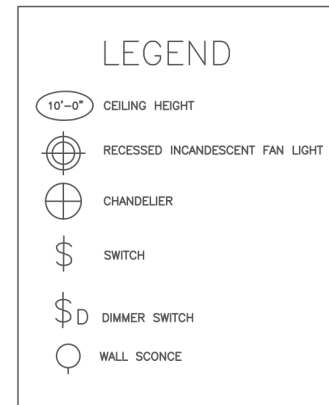 LEGEND
10'-0" CEILING HEIGHT
RECESSED INCANDESCENT FAN LIGHT
CHANDELIER
$ SWITCH
$D DIMMER SWITCH
WALL SCONCE